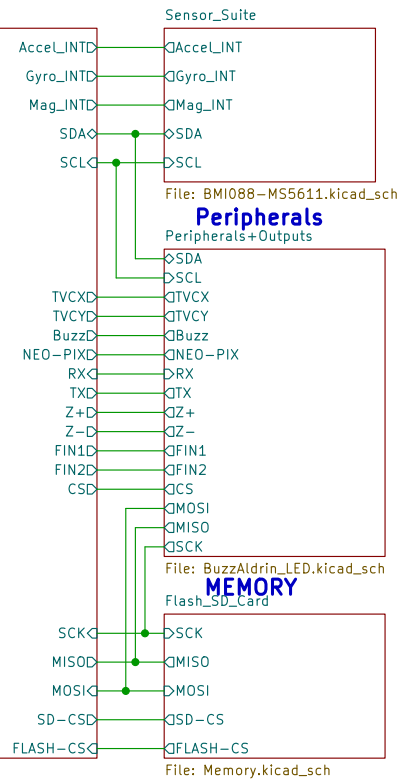 Sensor_Suite
Accel_INT Accel_INT
Gyro_INT Gyro_INT
Mag_INT Mag_INT
SDA SDA
SCL SCL
File: BMI088-MS5611.kicad_sch
Peripherals
Peripherals+Outputs
SDA
SCL
TVCX TVCX
TVCY TVCY
Buzz Buzz
NEO-PIX NEO-PIX
RX RX
TX TX
Z+ Z+
Z- Z-
FIN1 FIN1
FIN2 FIN2
CS CS
MOSI
MISO
SCK
File: BuzzAldrin_LED.kicad_sch
MEMORY
Flash_SD_Card
SCK SCK
MISO MISO
MOSI MOSI
SD-CS SD-CS
FLASH-CS FLASH-CS
File: Memory.kicad_sch